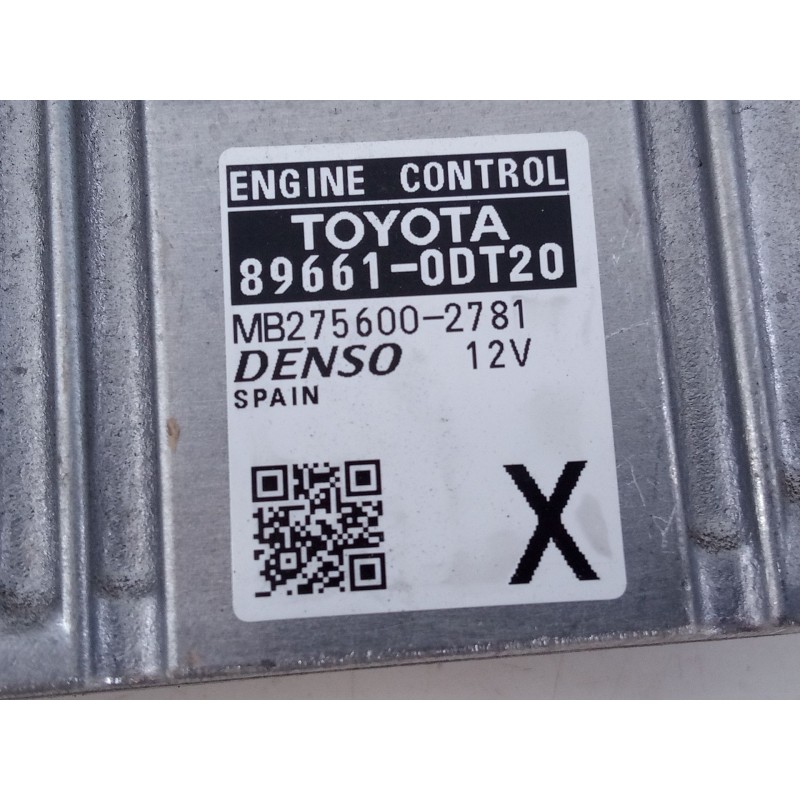 ENGINE CONTROL
TOYOTA
89661-0DT20
MB275600-2781
DENSO 12V
SPAIN
X